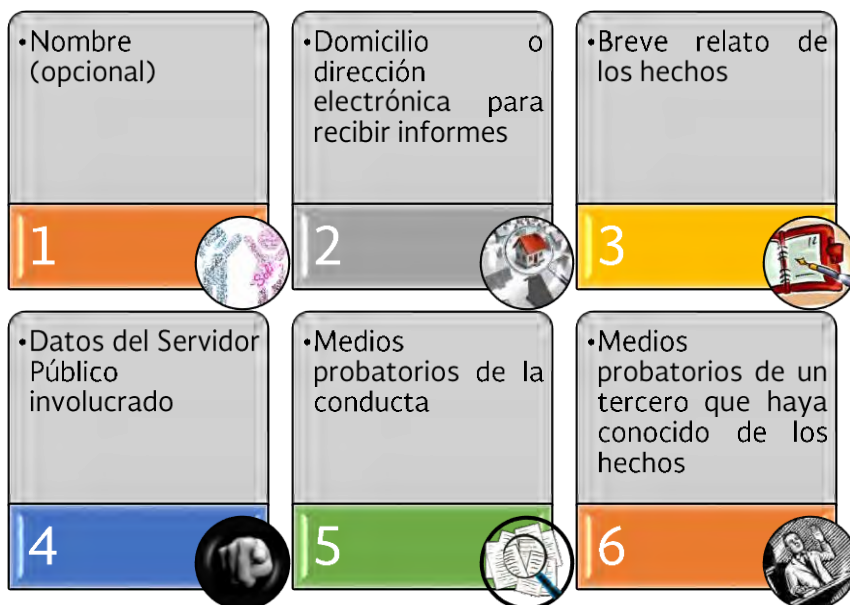 •Nombre
(opcional)
1
•Domicilio o
dirección
electrónica para
recibir informes
2
•Breve relato de
los hechos
3
•Datos del Servidor
Público
involucrado
4
•Medios
probatorios de la
conducta
5
•Medios
probatorios de un
tercero que haya
conocido de los
hechos
6